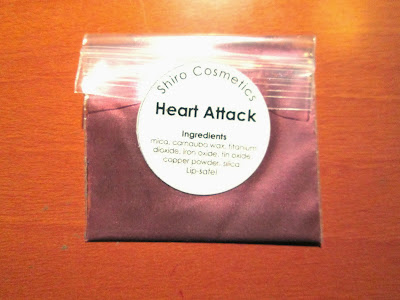 Shiro Cosmetics
Heart Attack
Ingredients
mica, carnauba wax, titanium
dioxide, iron oxide, tin oxide,
copper powder, silica
Lip-safe!